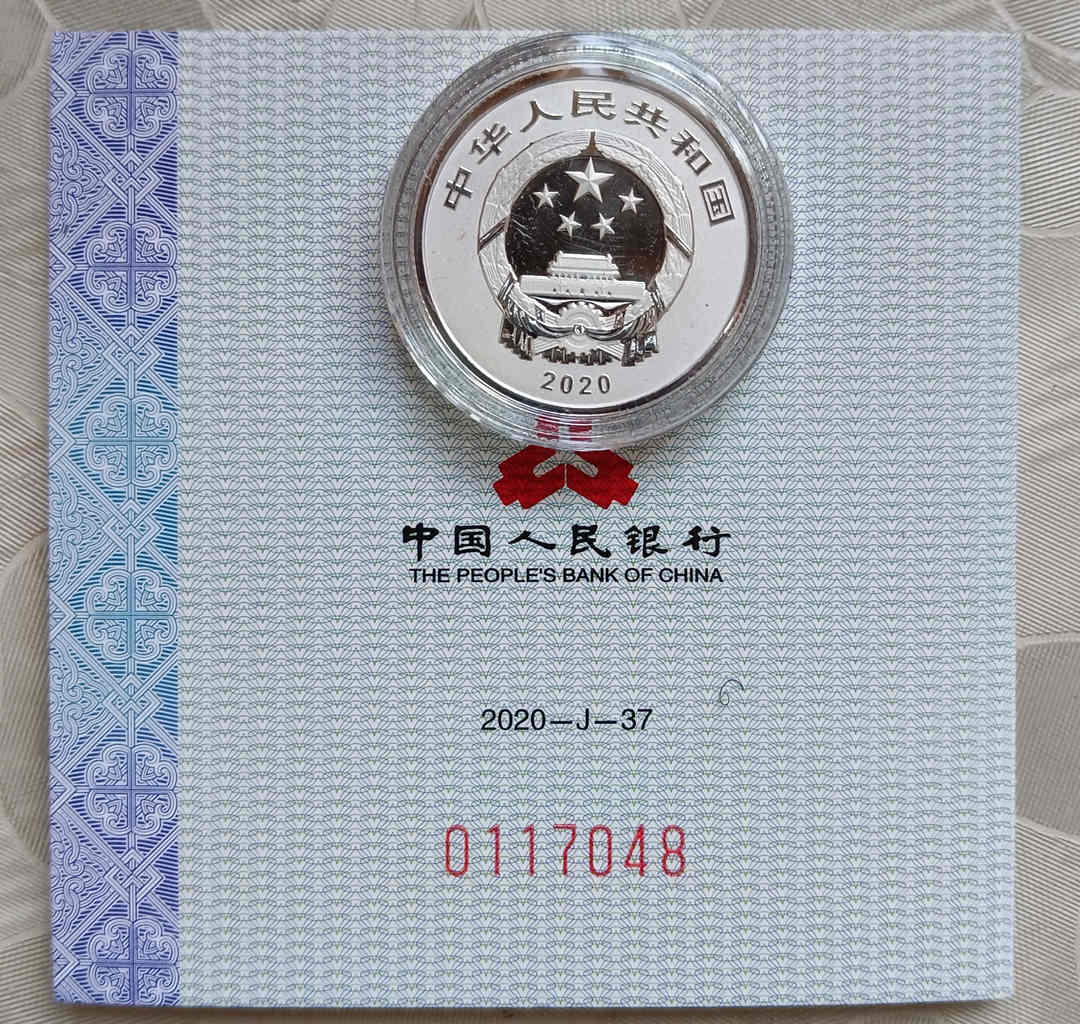 中华人民共和国
2020
中国人民银行
THE PEOPLE'S BANK OF CHINA
2020—J—37
0117048